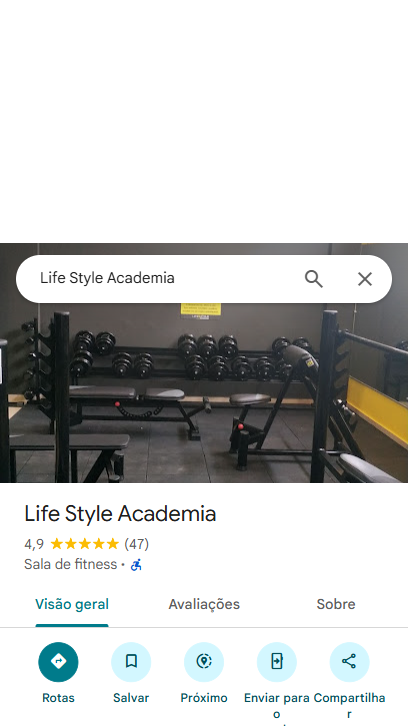 Life Style Academia
Life Style Academia
4,9 ★★★★★ (47)
Sala de fitness ·
Visão geral
Avaliações
Sobre
Rotas
Salvar
Próximo
Enviar para
o
Compartilha
r